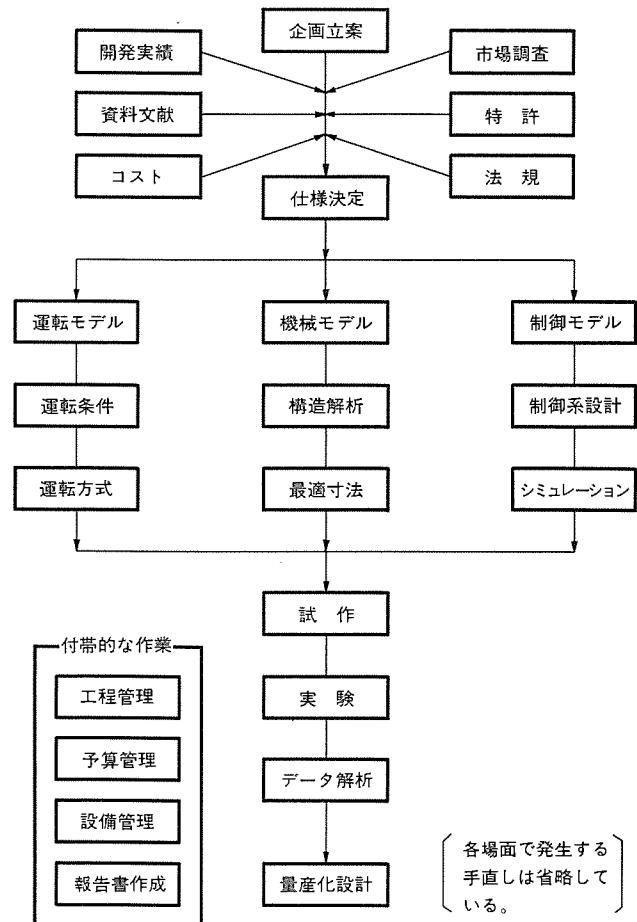 企画立案
開発実績
市場調査
資料文献
特 許
コスト
法 規
仕様決定
運転モデル
機械モデル
制御モデル
運転条件
構造解析
制御系設計
運転方式
最適寸法
シミュレーション
試 作
付帯的な作業
工程管理
実 験
予算管理
データ解析
設備管理
各場面で発生する
手直しは省略して
いる。
報告書作成
量産化設計